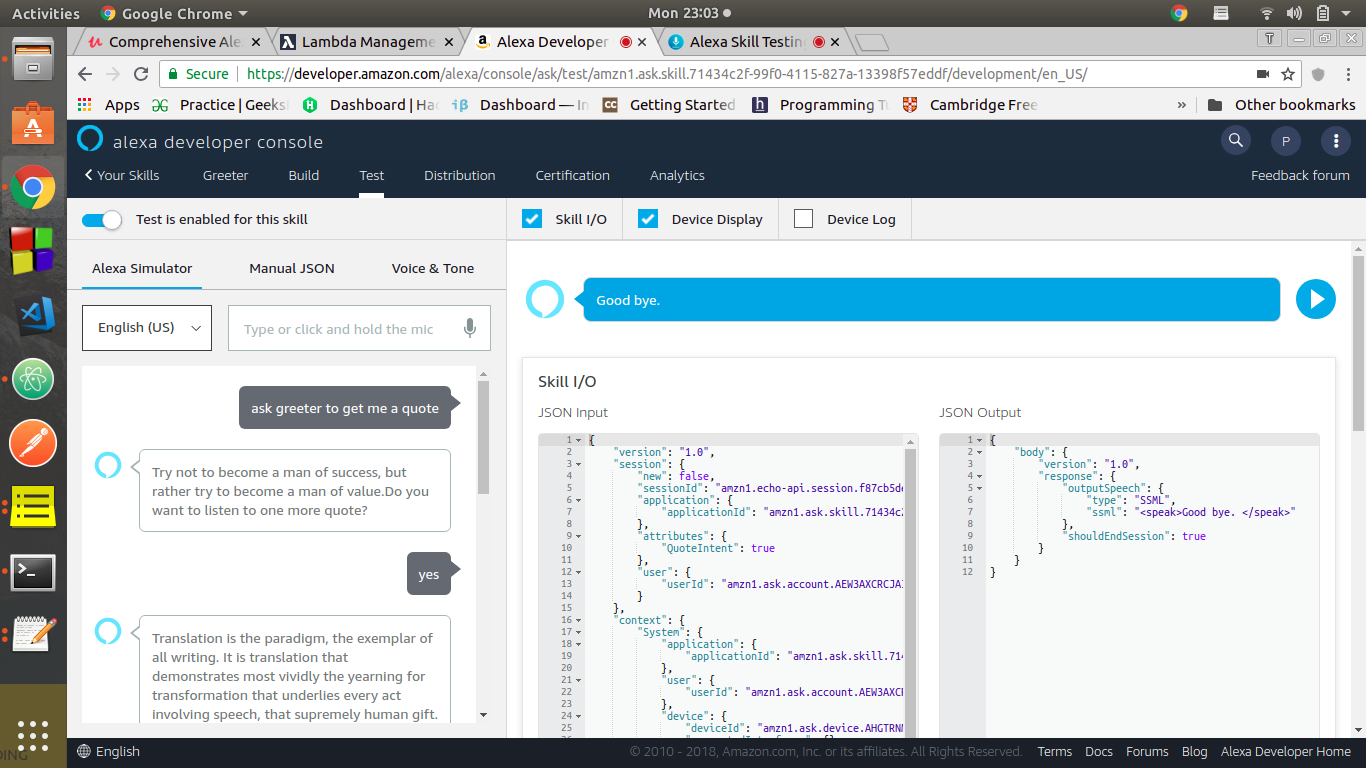 Activities Google Chrome Mon 23:03
Comprehensive Ale Lambda Manageme Alexa Developer Alexa Skill Testing
Secure https://developer.amazon.com/alexa/console/ask/test/amzn1.ask.skill.71434c2f-99f0-4115-827a-13398f57eddf/development/en_US/
Apps Practice | Geeks Dashboard | Ha Dashboard — In Getting Started Programming Tu Cambridge Free » Other bookmarks
alexa developer console P
Your Skills Greeter Build Test Distribution Certification Analytics Feedback forum
Test is enabled for this skill Skill I/O Device Display Device Log
Alexa Simulator Manual JSON Voice & Tone
Good bye.
English (US) Type or click and hold the mic
ask greeter to get me a quote
Try not to become a man of success, but
rather try to become a man of value.Do you
want to listen to one more quote?
yes
Translation is the paradigm, the exemplar of
all writing. It is translation that
demonstrates most vividly the yearning for
transformation that underlies every act
involving speech, that supremely human gift.
Skill I/O
JSON Input
1 {
2 "version": "1.0",
3 "session": {
4 "new": false,
5 "sessionId": "amzn1.echo-api.session.f87cb5de
6 "application": {
7 "applicationId": "amzn1.ask.skill.71434c2
8 },
9 "attributes": {
10 "QuoteIntent": true
11 },
12 "user": {
13 "userId": "amzn1.ask.account.AEW3AXCRCJA
14 }
15 },
16 "context": {
17 "System": {
18 "application": {
19 "applicationId": "amzn1.ask.skill.714
20 },
21 "user": {
22 "userId": "amzn1.ask.account.AEW3AXC
23 },
24 "device": {
25 "deviceId": "amzn1.ask.device.AHGTRN
JSON Output
1 {
2 "body": {
3 "version": "1.0",
4 "response": {
5 "outputSpeech": {
6 "type": "SSML",
7 "ssml": "<speak>Good bye. </speak>"
8 },
9 "shouldEndSession": true
10 }
11 }
12 }
English © 2010 - 2018, Amazon.com, Inc. or its affiliates. All Rights Reserved. Terms Docs Forums Blog Alexa Developer Home